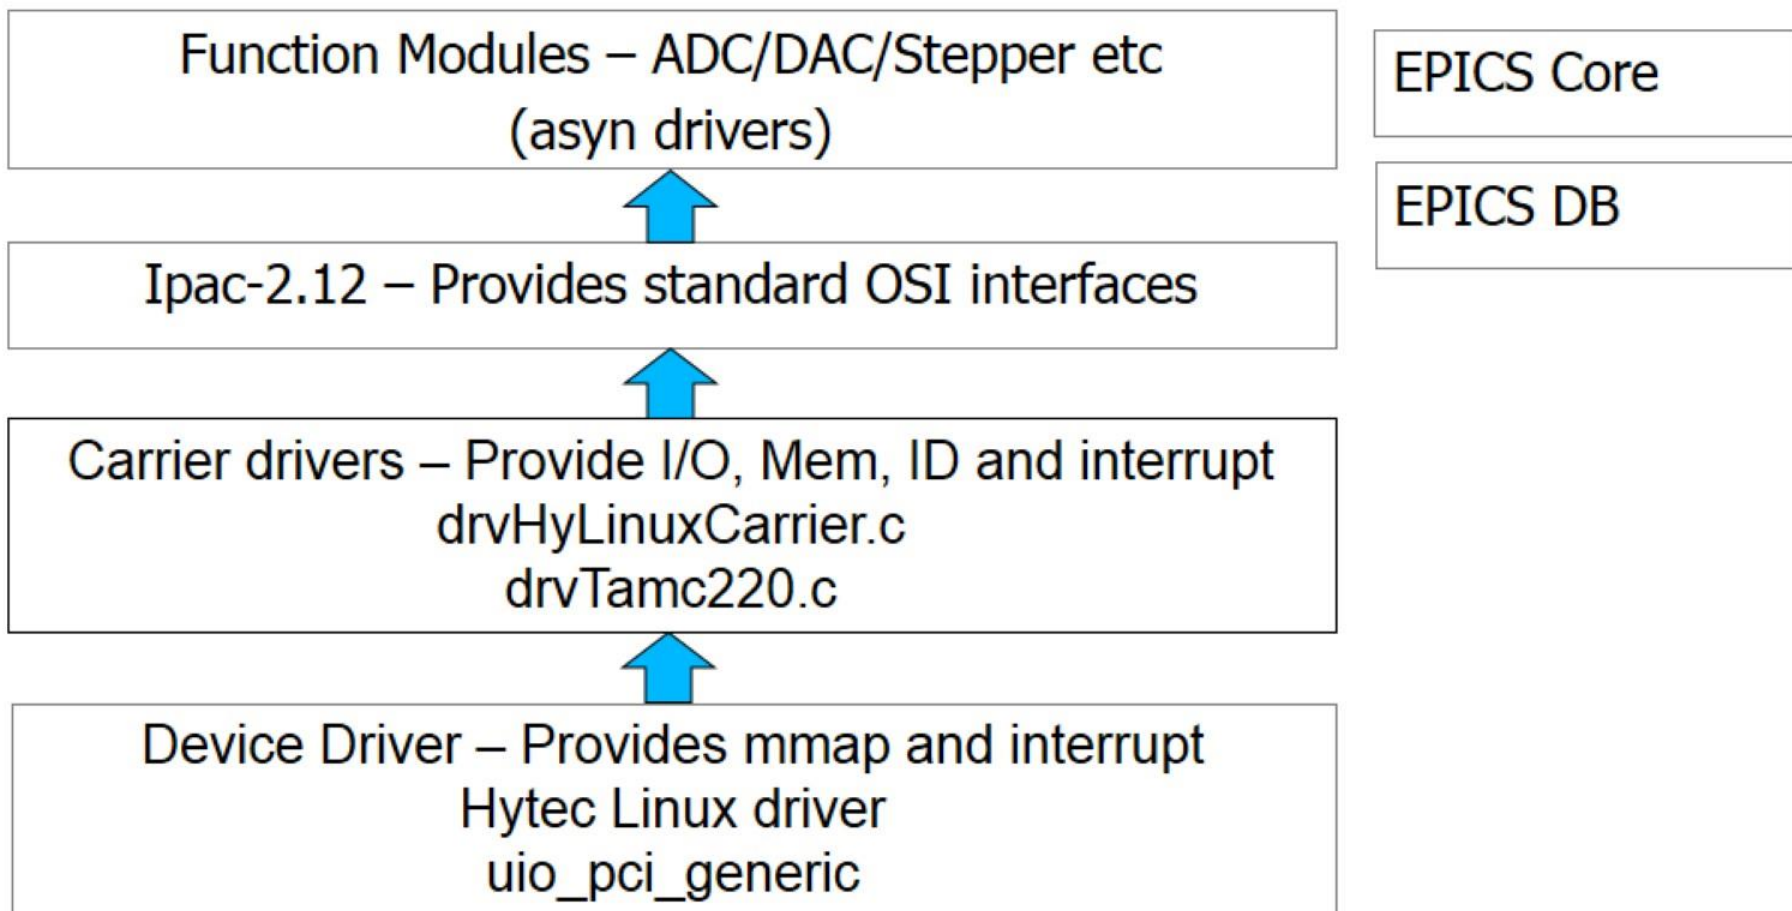 Function Modules – ADC/DAC/Stepper etc
(asyn drivers)
EPICS Core
EPICS DB
Ipac-2.12 – Provides standard OSI interfaces
Carrier drivers – Provide I/O, Mem, ID and interrupt
drvHyLinuxCarrier.c
drvTamc220.c
Device Driver – Provides mmap and interrupt
Hytec Linux driver
uio_pci_generic